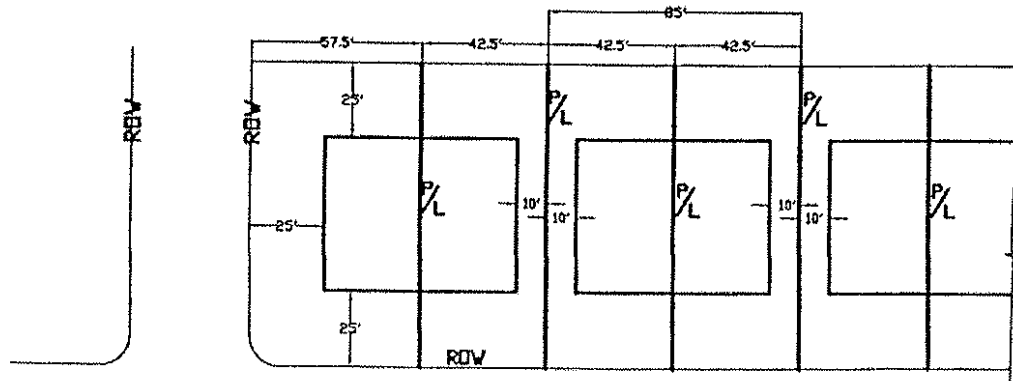 85'
57.5' 42.5' 42.5' 42.5'
25'
ROW ROW P/L P/L
P/L P/L P/L
10' 10'
25' 10' 10'
25'
ROW